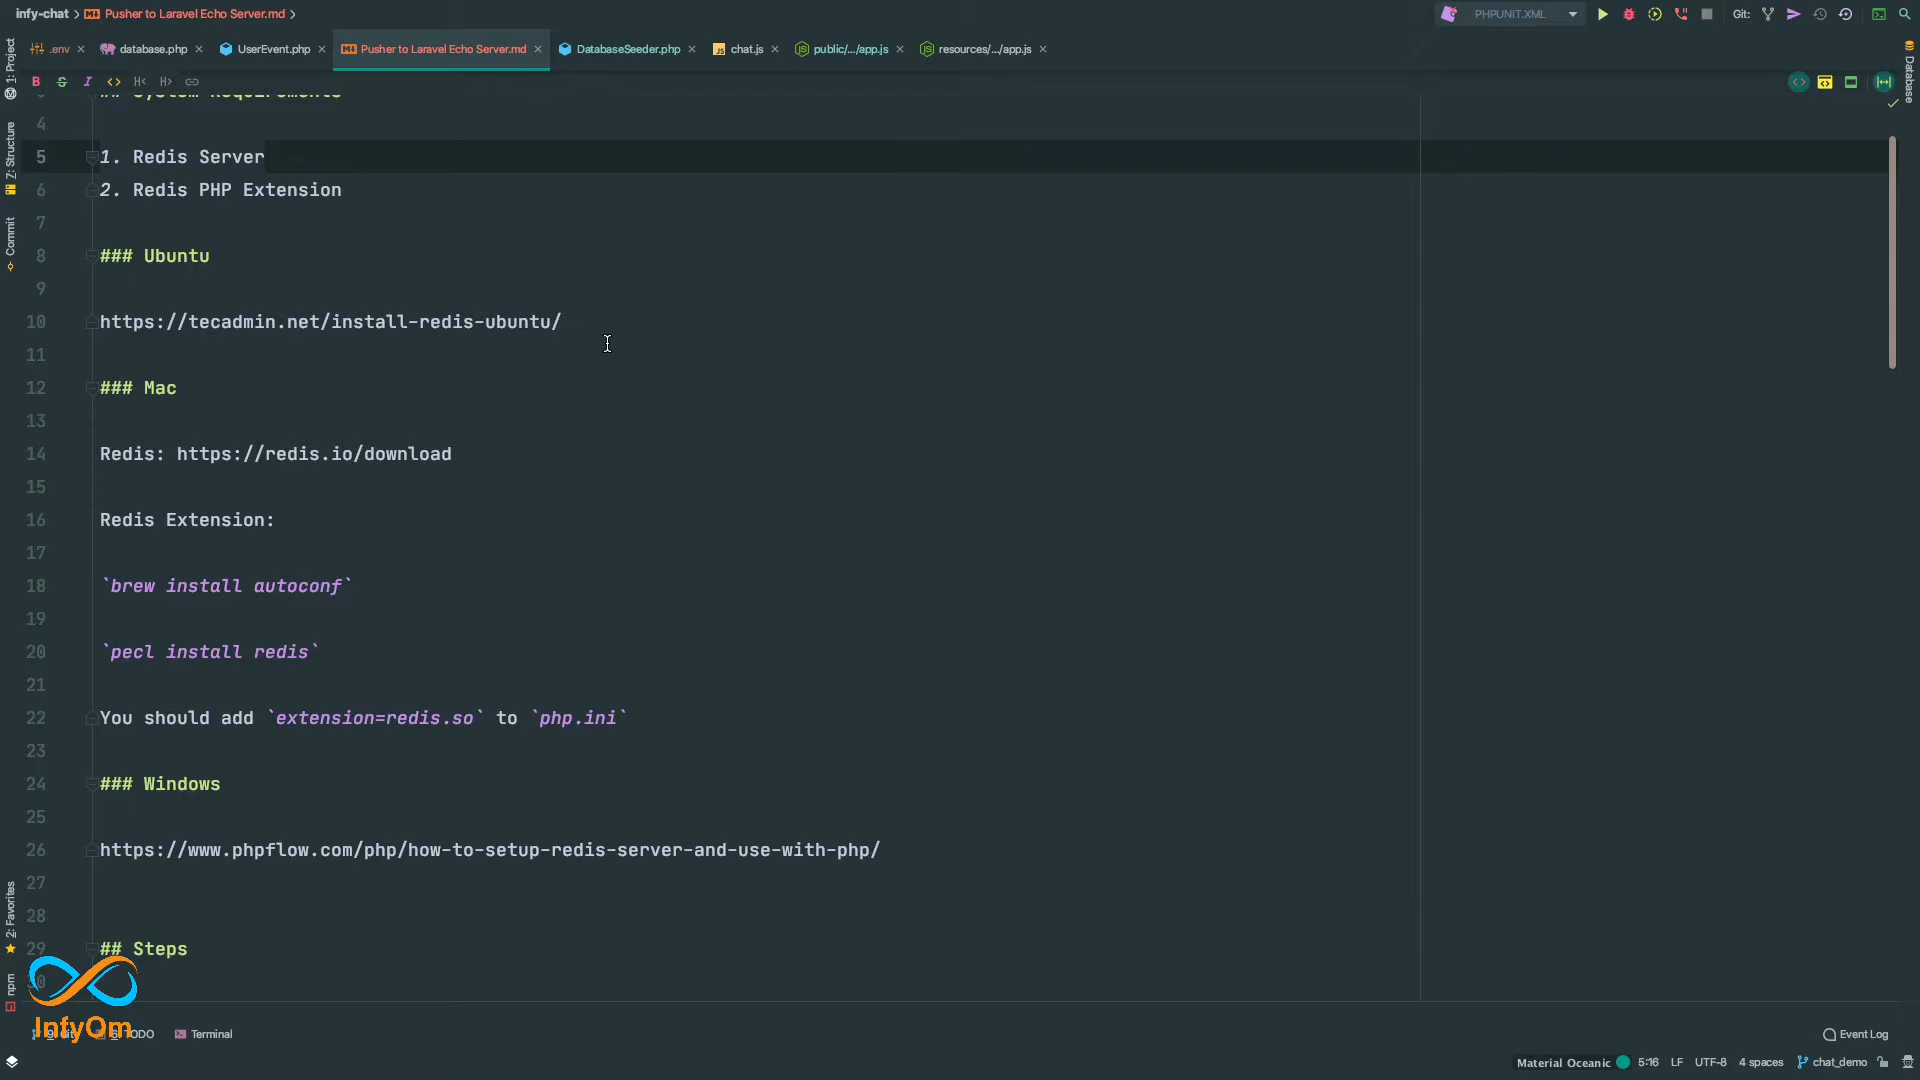 infy-chat
Pusher to Laravel Echo Server.md
PHPUNIT.XML
Git:
.env
database.php
UserEvent.php
Pusher to Laravel Echo Server.md
DatabaseSeeder.php
chat.js
public/.../app.js
resources/.../app.js
1: Project
Z: Structure
Commit
2: Favorites
npm
Database
B S I <> H< H>
3 ## System Requirements
4
5 1. Redis Server
6 2. Redis PHP Extension
7
8 ### Ubuntu
9
10 https://tecadmin.net/install-redis-ubuntu/
11
12 ### Mac
13
14 Redis: https://redis.io/download
15
16 Redis Extension:
17
18 `brew install autoconf`
19
20 `pecl install redis`
21
22 You should add `extension=redis.so` to `php.ini`
23
24 ### Windows
25
26 https://www.phpflow.com/php/how-to-setup-redis-server-and-use-with-php/
27
28
29 ## Steps
30
InfyOm
TODO
Terminal
Event Log
Material Oceanic
5:16
LF
UTF-8
4 spaces
chat_demo